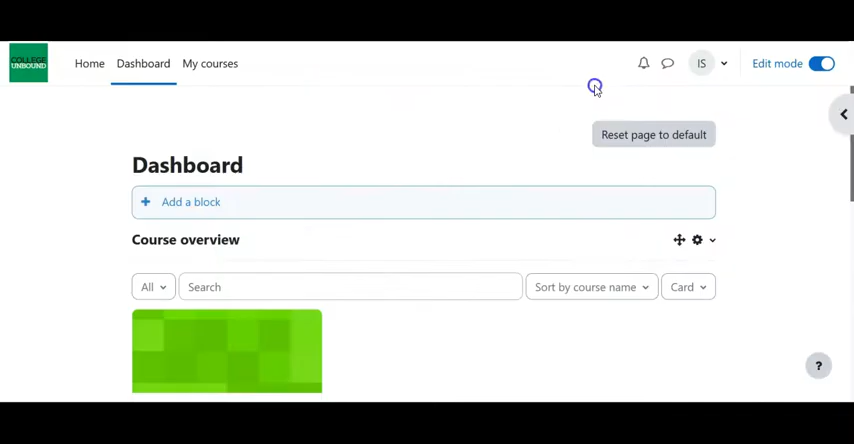 COLLEGE
UNBOUND
Home
Dashboard
My courses
IS
Edit mode
Reset page to default
Dashboard
+ Add a block
Course overview
All
Search
Sort by course name
Card
?